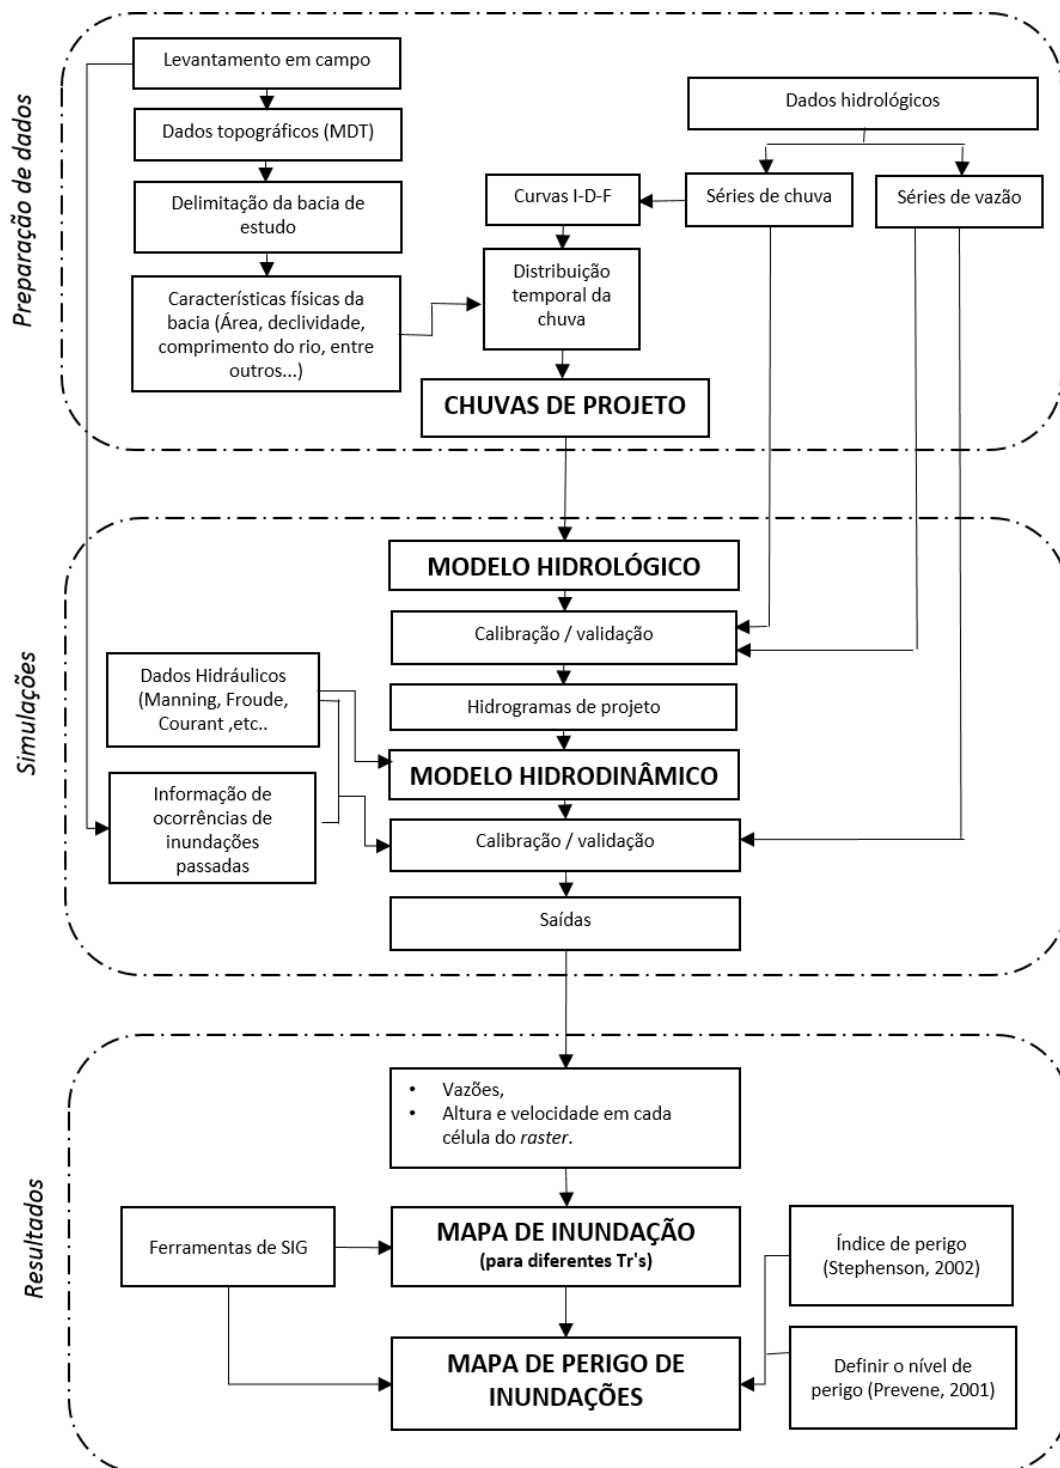 Preparação de dados
Levantamento em campo
Dados topográficos (MDT)
Delimitação da bacia de
estudo
Características físicas da
bacia (Área, declividade,
comprimento do rio, entre
outros...)
Dados hidrológicos
Curvas I-D-F
Séries de chuva
Séries de vazão
Distribuição
temporal da
chuva
CHUVAS DE PROJETO
Simulações
MODELO HIDROLÓGICO
Calibração / validação
Dados Hidráulicos
(Manning, Froude,
Courant ,etc..
Hidrogramas de projeto
MODELO HIDRODINÂMICO
Informação de
ocorrências de
inundações
passadas
Calibração / validação
Saídas
Resultados
• Vazões,
• Altura e velocidade em cada
célula do raster.
Ferramentas de SIG
MAPA DE INUNDAÇÃO
(para diferentes Tr's)
Índice de perigo
(Stephenson, 2002)
MAPA DE PERIGO DE
INUNDAÇÕES
Definir o nível de
perigo (Prevene, 2001)